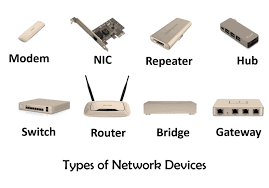 Modem NIC Repeater Hub
Switch Router Bridge Gateway
Types of Network Devices